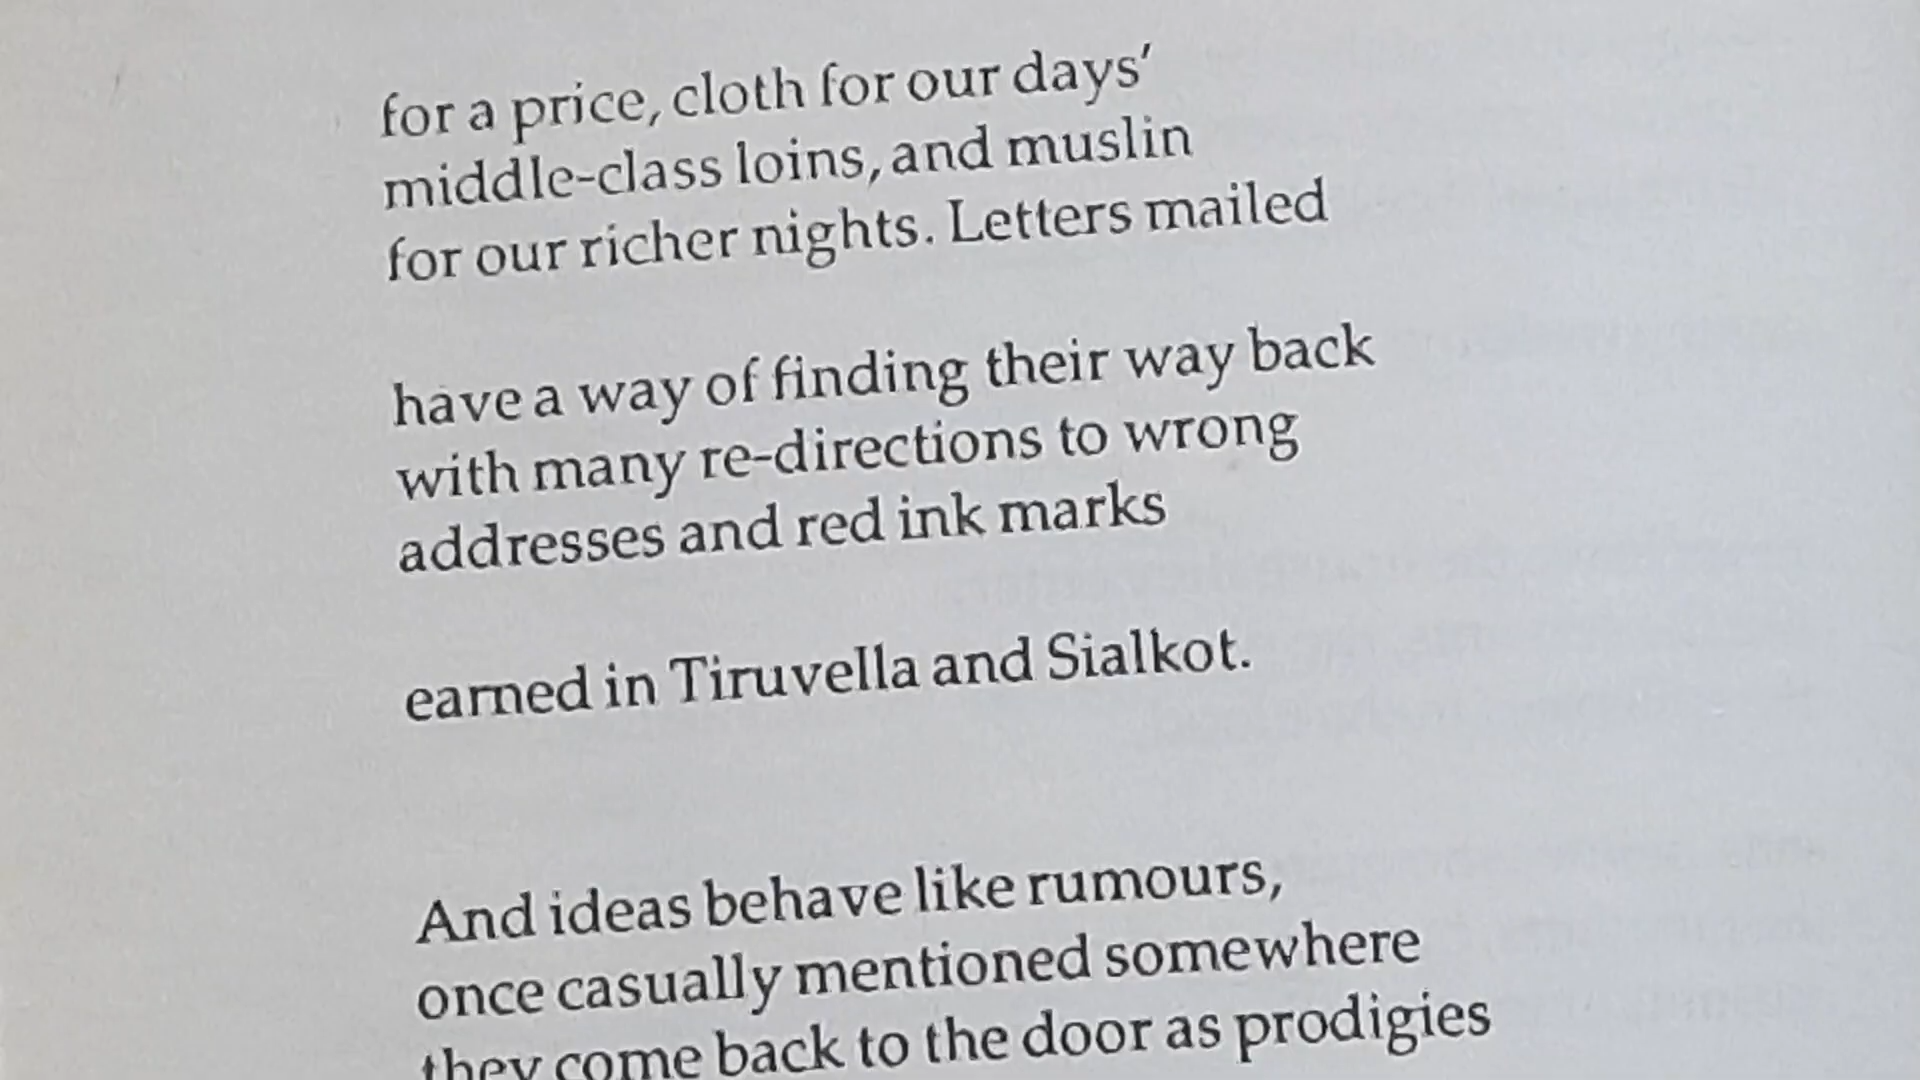 for a price, cloth for our days'
middle-class loins, and muslin
for our richer nights. Letters mailed
have a way of finding their way back
with many re-directions to wrong
addresses and red ink marks
earned in Tiruvella and Sialkot.
And ideas behave like rumours,
once casually mentioned somewhere
they come back to the door as prodigies